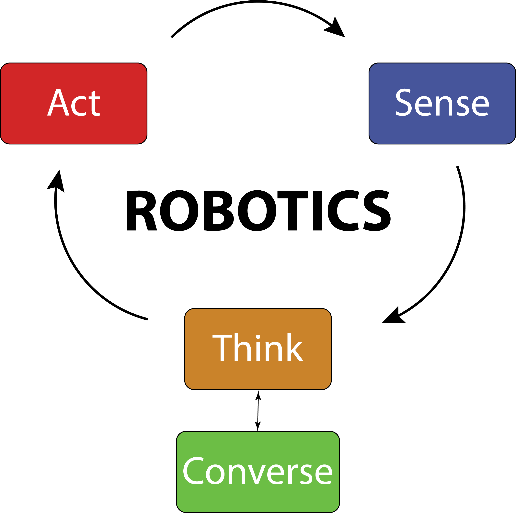 Act
Sense
ROBOTICS
Think
Converse